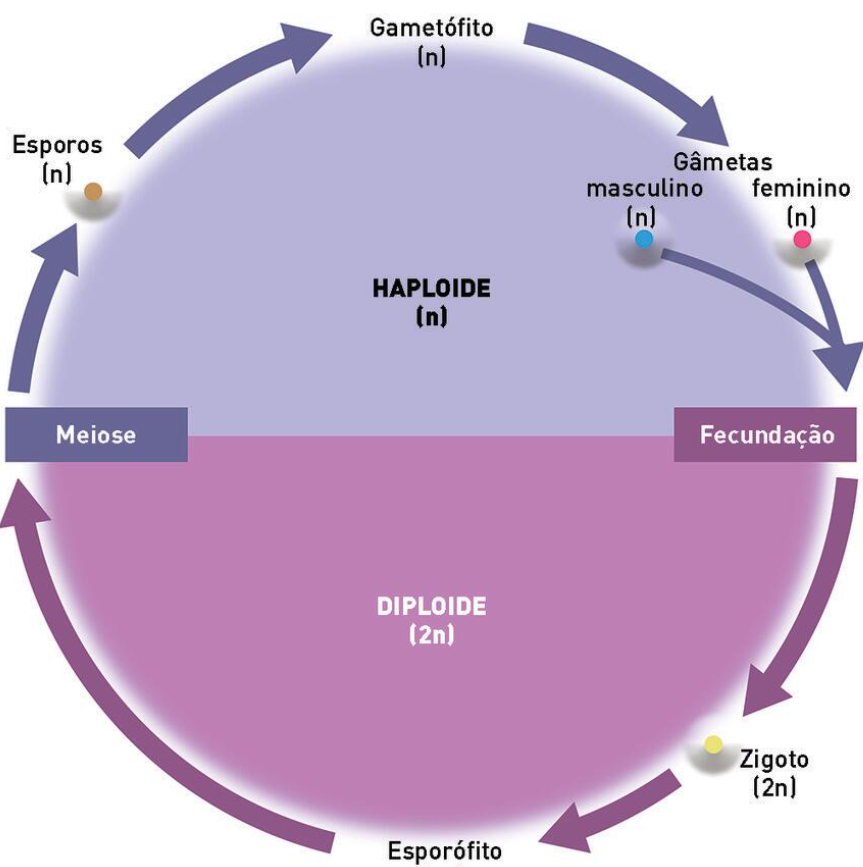 Gametófito
(n)
Esporos
(n)
Gâmetas
masculino
(n)
feminino
(n)
HAPLOIDE
(n)
Meiose
Fecundação
DIPLOIDE
(2n)
Zigoto
(2n)
Esporófito